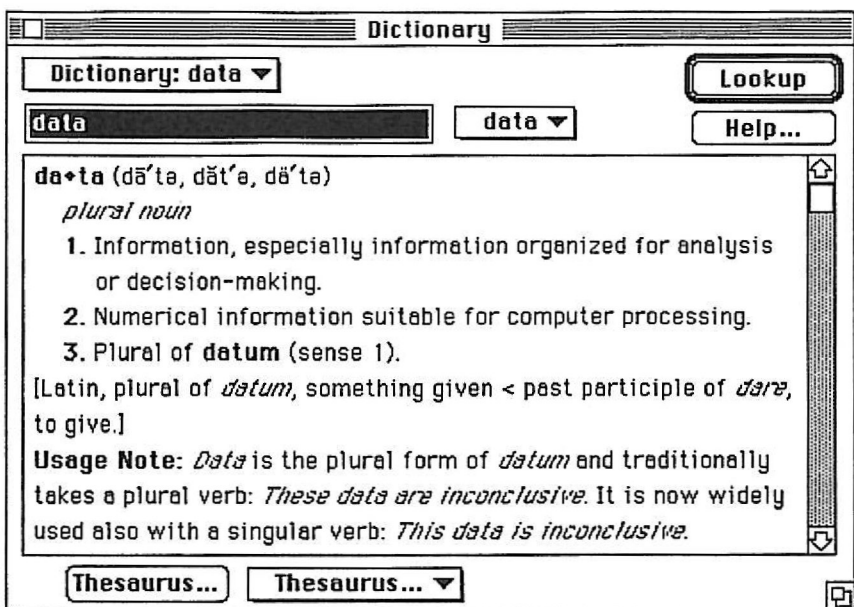 Dictionary
Dictionary: data
Lookup
data
data
Help...
da•ta (dā′tə, dăt′ə, dä′tə)
plural noun
1. Information, especially information organized for analysis
or decision-making.
2. Numerical information suitable for computer processing.
3. Plural of datum (sense 1).
[Latin, plural of datum, something given < past participle of dare,
to give.]
Usage Note: Data is the plural form of datum and traditionally
takes a plural verb: These data are inconclusive. It is now widely
used also with a singular verb: This data is inconclusive.
Thesaurus...
Thesaurus...